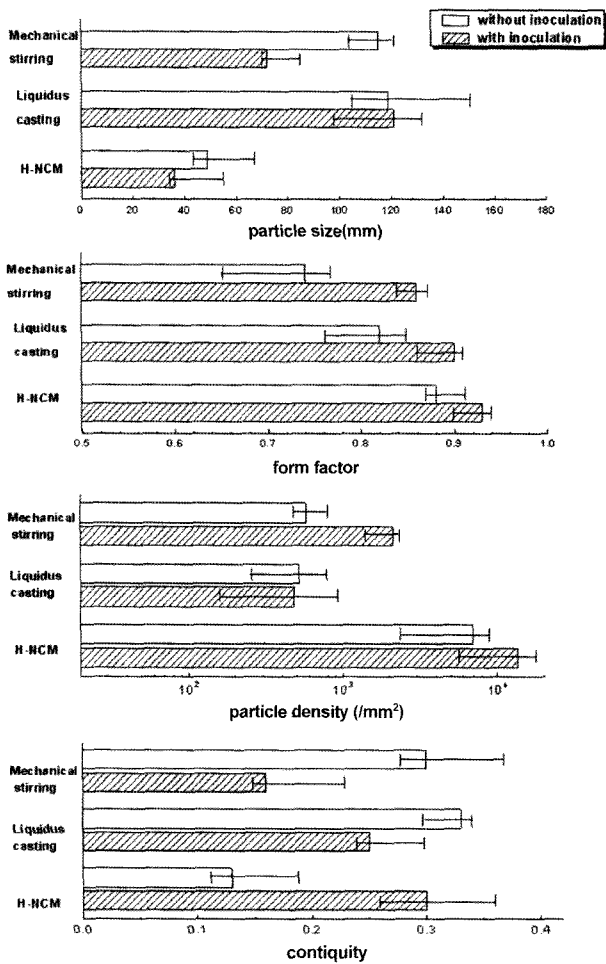 without inoculation
with inoculation
Mechanical
stirring
Liquidus
casting
H-NCM
0 20 40 60 80 100 120 140 160 180
particle size(mm)
Mechanical
stirring
Liquidus
casting
H-NCM
0.5 0.6 0.7 0.8 0.9 1.0
form factor
Mechanical
stirring
Liquidus
casting
H-NCM
10² 10³ 10⁴
particle density (/mm²)
Mechanical
stirring
Liquidus
casting
H-NCM
0.0 0.1 0.2 0.3 0.4
contiquity